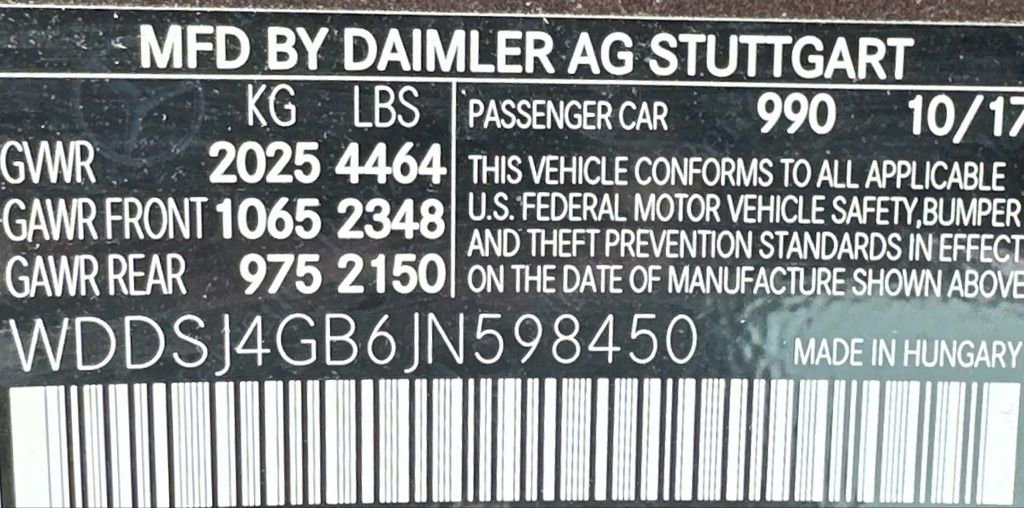 MFD BY DAIMLER AG STUTTGART
KG LBS
GVWR 2025 4464
GAWR FRONT 1065 2348
GAWR REAR 975 2150
PASSENGER CAR 990 10/17
THIS VEHICLE CONFORMS TO ALL APPLICABLE
U.S. FEDERAL MOTOR VEHICLE SAFETY,BUMPER
AND THEFT PREVENTION STANDARDS IN EFFECT
ON THE DATE OF MANUFACTURE SHOWN ABOVE
WDDSJ4GB6JN598450
MADE IN HUNGARY